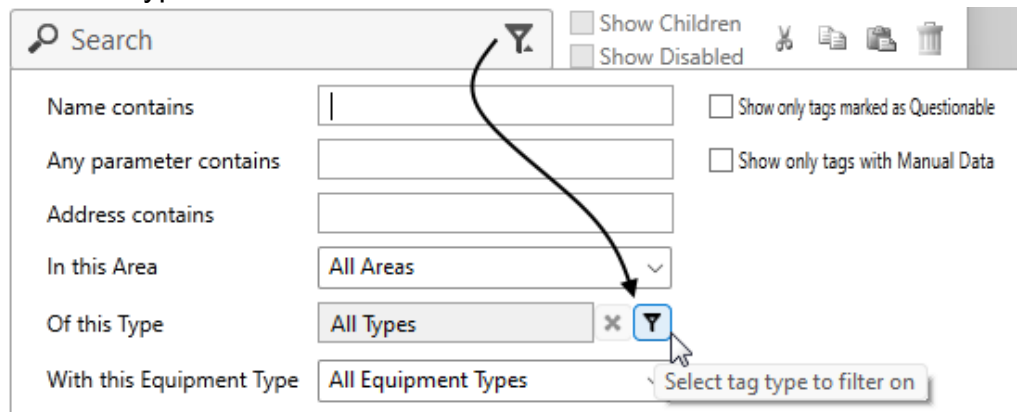 Search
Show Children
Show Disabled
Name contains
Show only tags marked as Questionable
Any parameter contains
Show only tags with Manual Data
Address contains
In this Area All Areas
Of this Type All Types
With this Equipment Type All Equipment Types
Select tag type to filter on